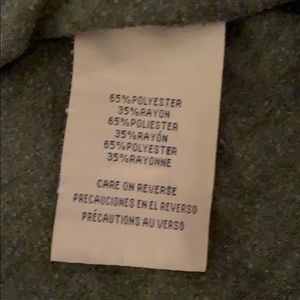 65%POLYESTER
35%RAYON
65%POLIESTER
35%RAYÓN
65%POLYESTER
35%RAYONNE
CARE ON REVERSE
PRECAUCIONES EN EL REVERSO
PRÉCAUTIONS AU VERSO